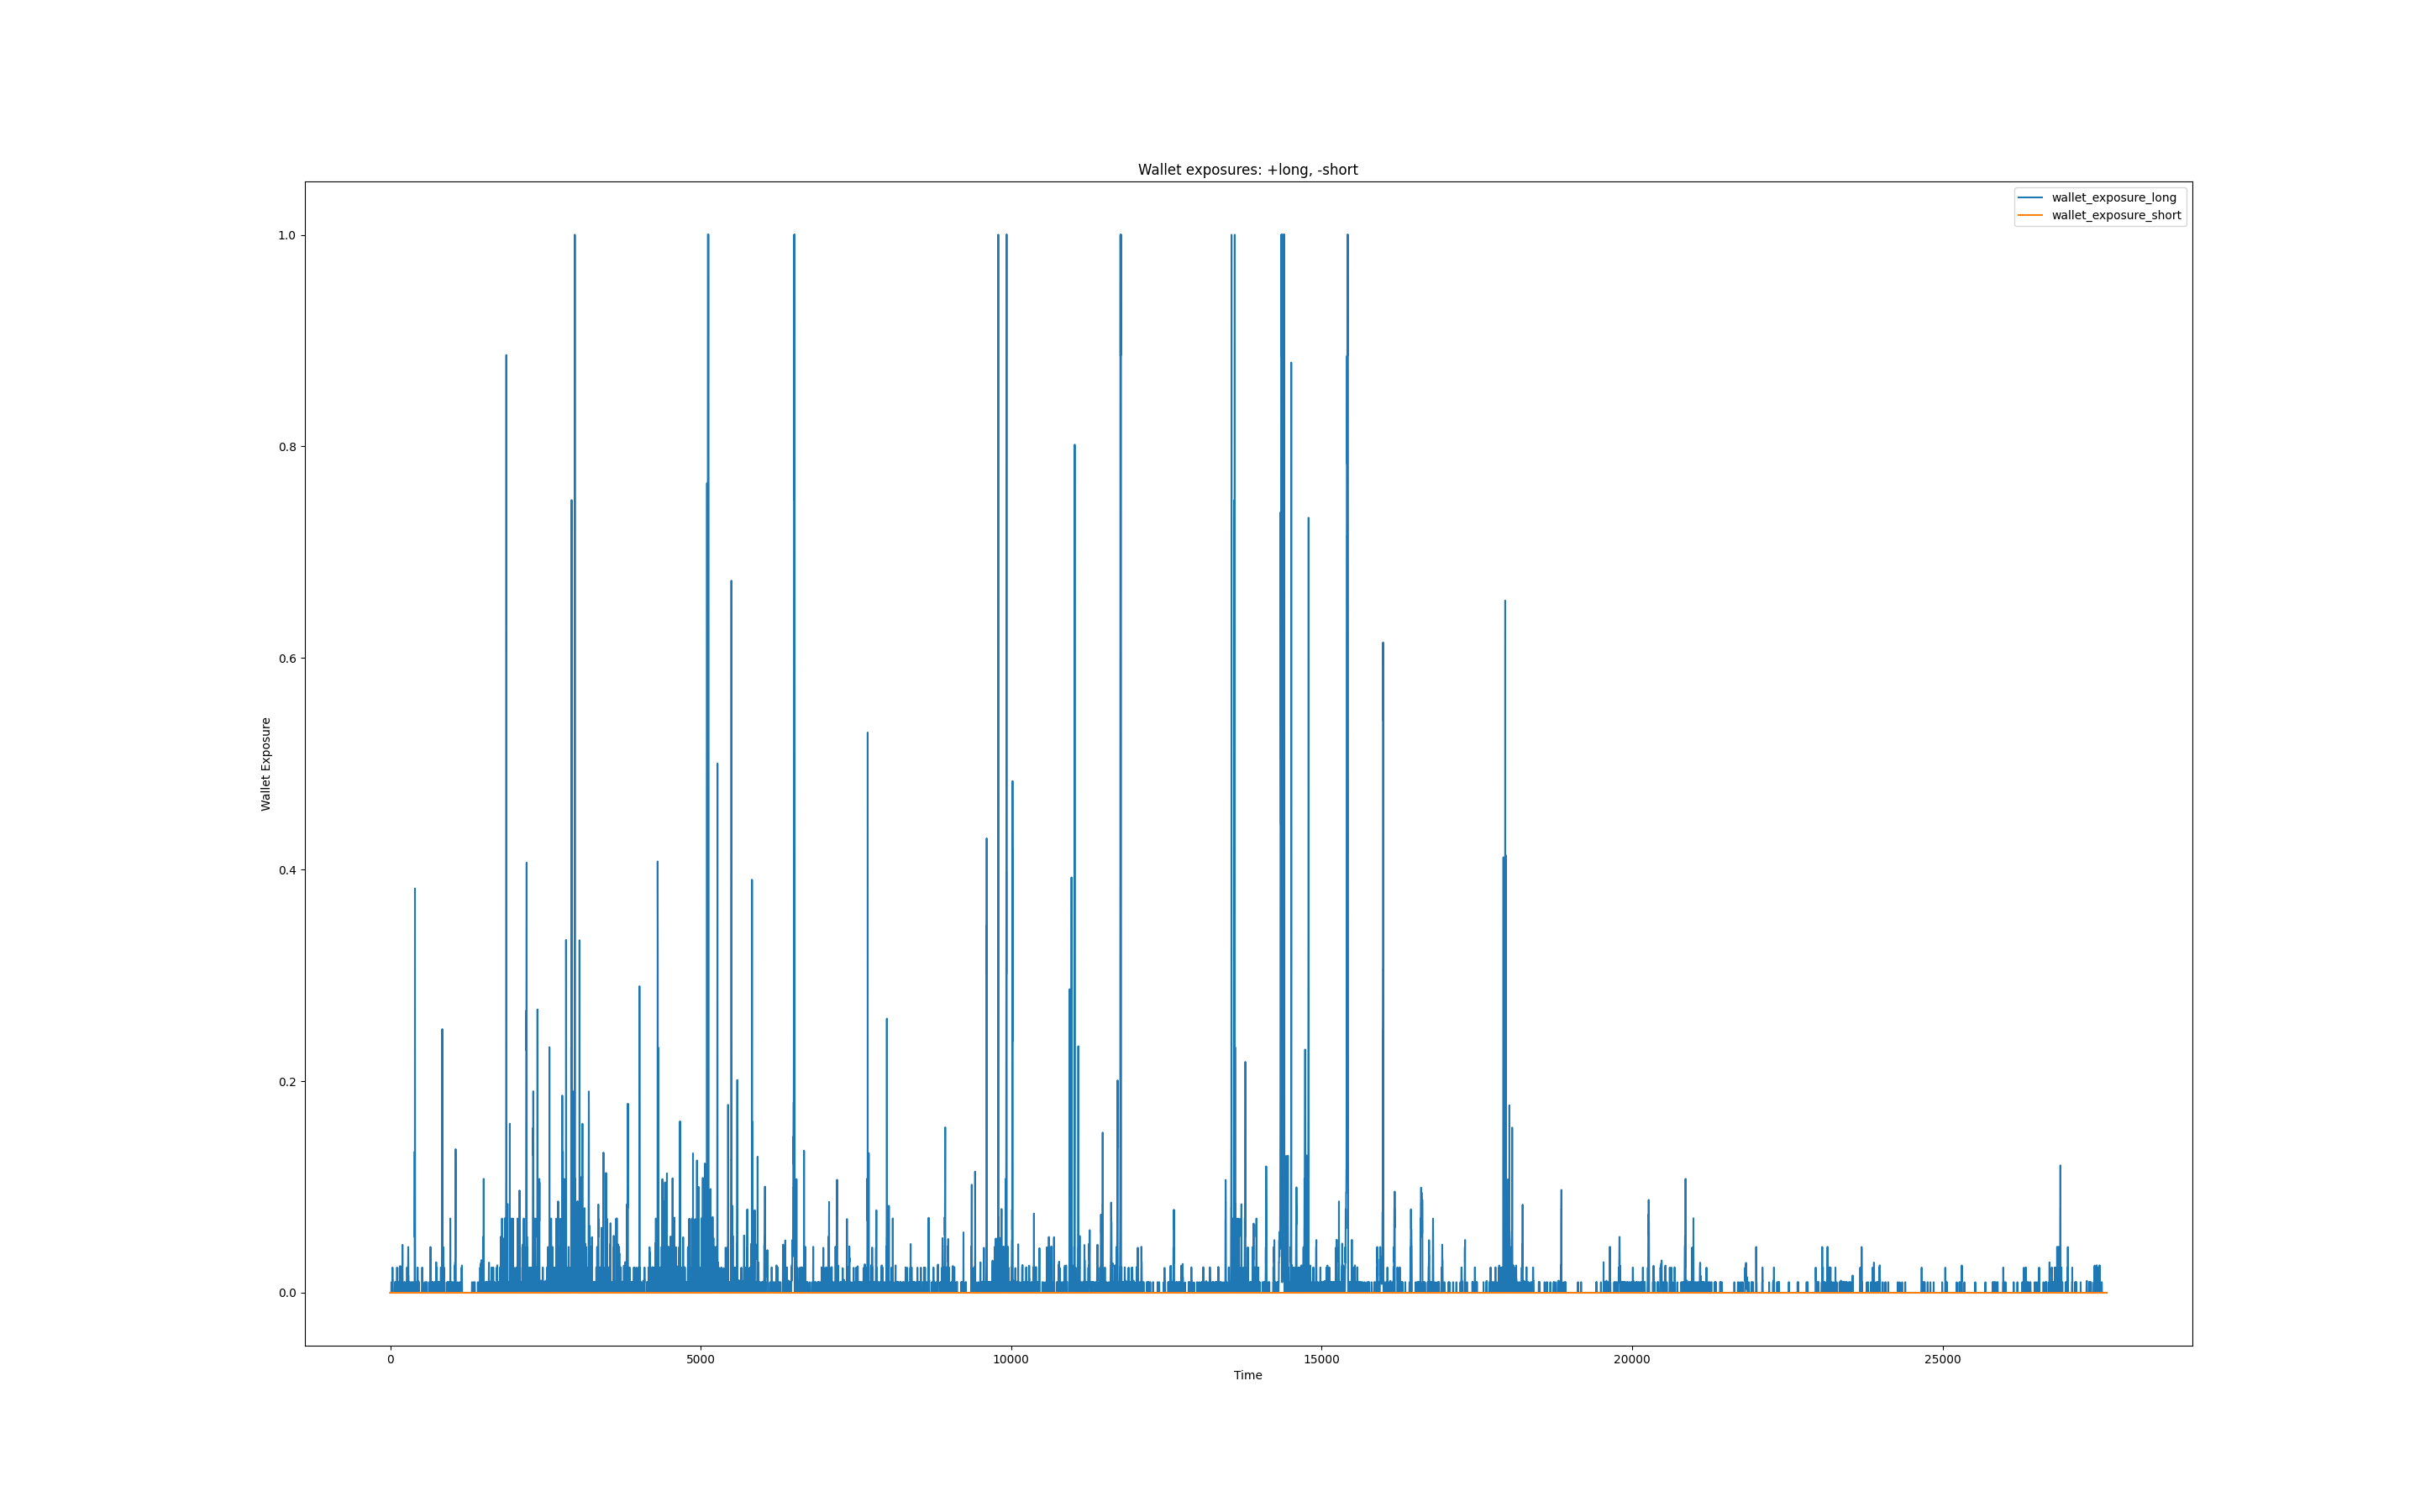 Wallet exposures: +long, -short
wallet_exposure_long
wallet_exposure_short
1.0
0.8
0.6
0.4
0.2
0.0
Wallet Exposure
0 5000 10000 15000 20000 25000
Time